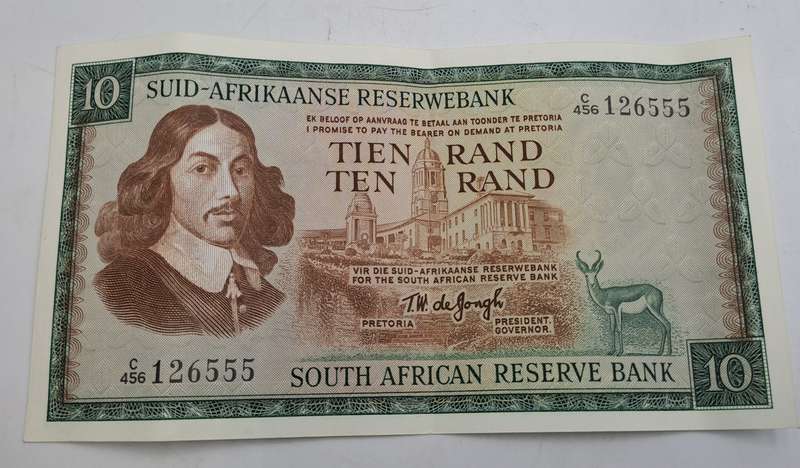 10
SUID-AFRIKAANSE RESERWEBANK
C/456 126555
EK BELOOF OP AANVRAAG TE BETAAL AAN TOONDER TE PRETORIA
I PROMISE TO PAY THE BEARER ON DEMAND AT PRETORIA
TIEN RAND
TEN RAND
VIR DIE SUID-AFRIKAANSE RESERWEBANK
FOR THE SOUTH AFRICAN RESERVE BANK
T.W. de Jongh
PRETORIA
PRESIDENT.
GOVERNOR.
C/456 126555
SOUTH AFRICAN RESERVE BANK
10